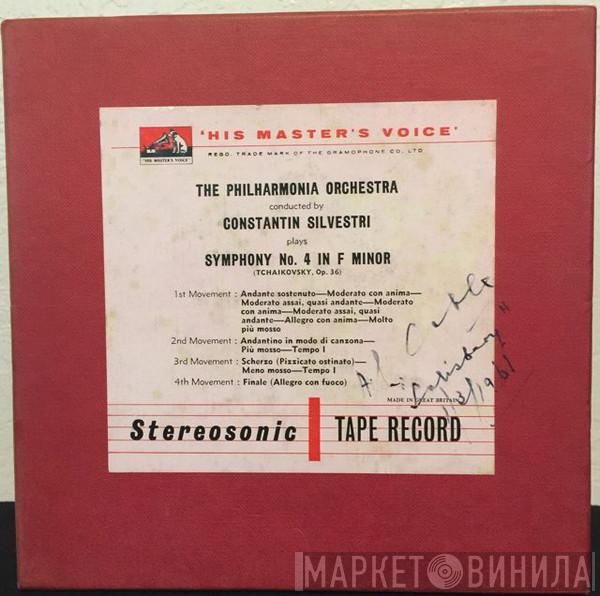 'HIS MASTER'S VOICE'
"HIS MASTER'S VOICE"
REGD. TRADE MARK OF THE GRAMOPHONE CO. LTD.
THE PHILHARMONIA ORCHESTRA
conducted by
CONSTANTIN SILVESTRI
plays
SYMPHONY No. 4 IN F MINOR
(TCHAIKOVSKY, Op. 36)
1st Movement : Andante sostenuto—Moderato con anima—
Moderato assai, quasi andante—Moderato
con anima—Moderato assai, quasi
andante—Allegro con anima—Molto
più mosso
2nd Movement : Andantino in modo di canzona—
Più mosso—Tempo I
3rd Movement : Scherzo (Pizzicato ostinato)—
Meno mosso—Tempo I
4th Movement : Finale (Allegro con fuoco)
MADE IN GREAT BRITAIN
Stereosonic TAPE RECORD
МАРКЕТ ВИНИЛА